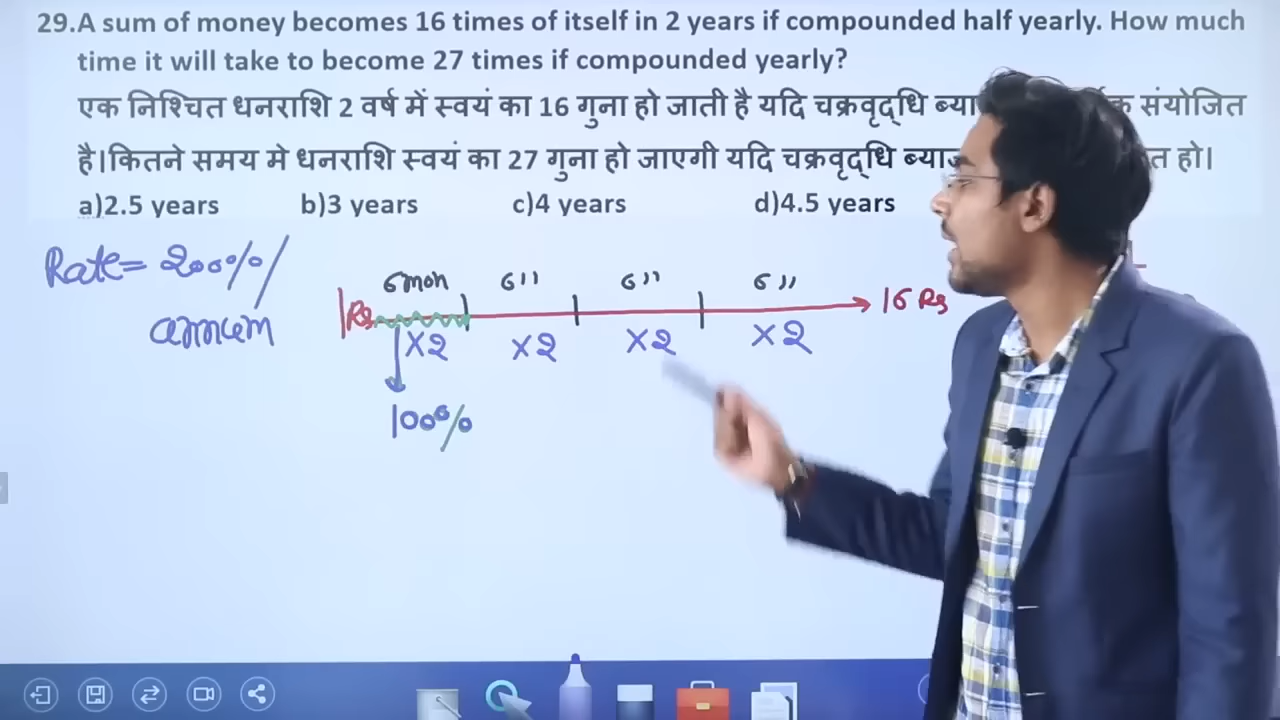 29.A sum of money becomes 16 times of itself in 2 years if compounded half yearly. How much
time it will take to become 27 times if compounded yearly?
एक निश्चित धनराशि 2 वर्ष में स्वयं का 16 गुना हो जाती है यदि चक्रवृद्धि संयोजित
है।कितने समय मे धनराशि स्वयं का 27 गुना हो जाएगी यदि चक्रवृद्धि हो।
a)2.5 years b)3 years c)4 years d)4.5 years
Rate= 200%/
annum
6mon 6" 6" 6"
1Rs 16 Rs
×2 ×2 ×2 ×2
100%